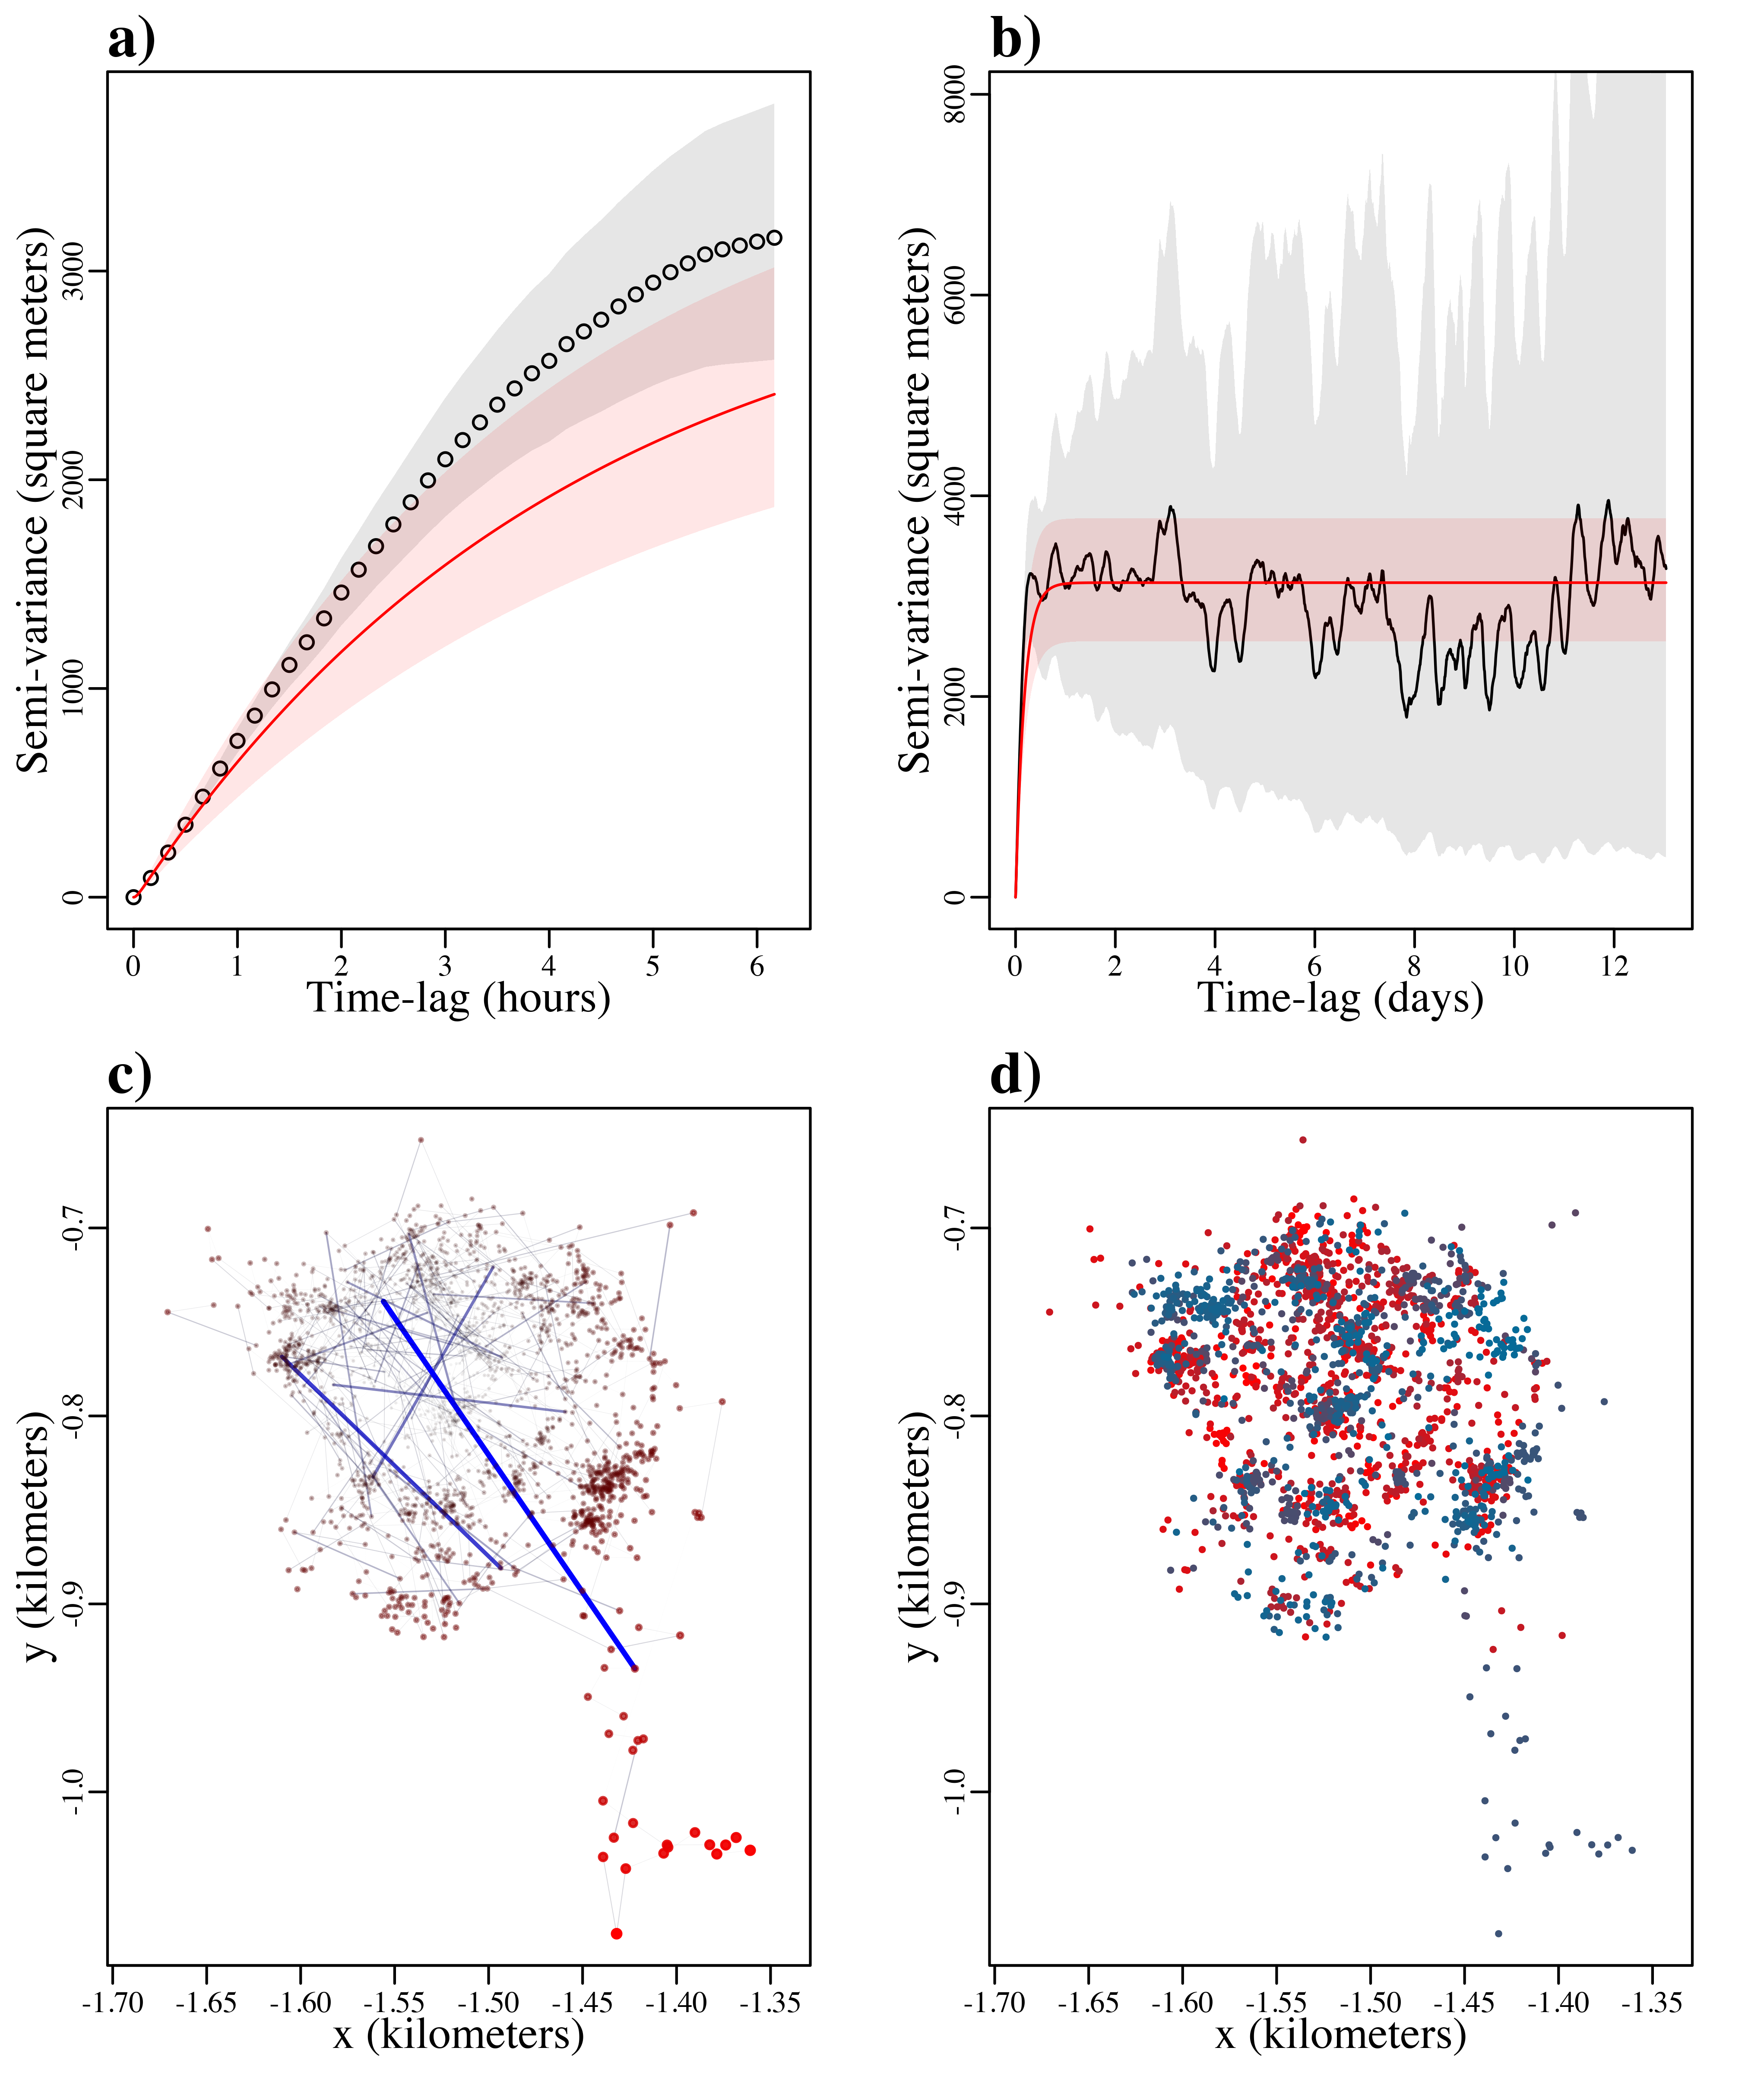 a)
Semi-variance (square meters)
3000
2000
1000
0
0 1 2 3 4 5 6
Time-lag (hours)
b)
Semi-variance (square meters)
8000
6000
4000
2000
0
0 2 4 6 8 10 12
Time-lag (days)
c)
y (kilometers)
-0.7
-0.8
-0.9
-1.0
-1.70 -1.65 -1.60 -1.55 -1.50 -1.45 -1.40 -1.35
x (kilometers)
d)
y (kilometers)
-0.7
-0.8
-0.9
-1.0
-1.70 -1.65 -1.60 -1.55 -1.50 -1.45 -1.40 -1.35
x (kilometers)